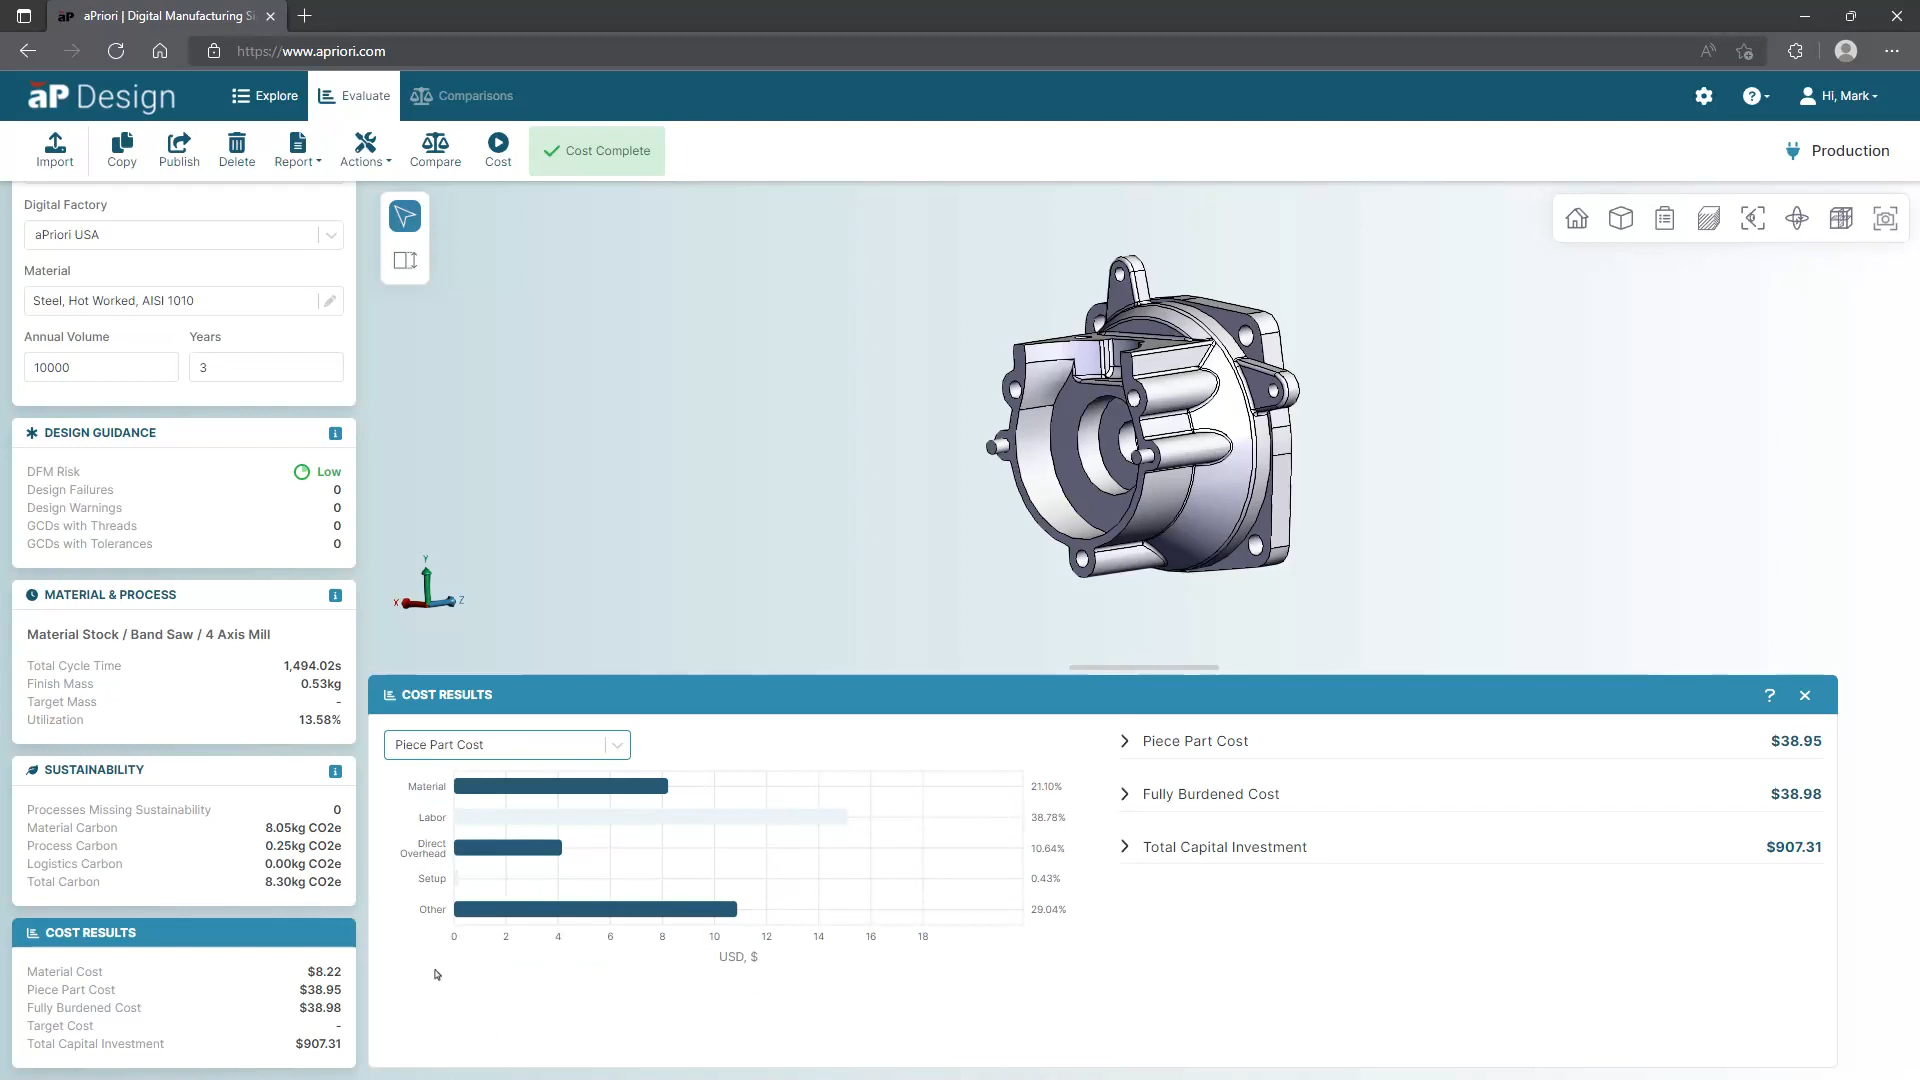 aPriori | Digital Manufacturing Si
https://www.apriori.com
aP Design
Explore
Evaluate
Comparisons
?
Hi, Mark
Import
Copy
Publish
Delete
Report
Actions
Compare
Cost
Cost Complete
Production
Digital Factory
aPriori USA
Material
Steel, Hot Worked, AISI 1010
Annual Volume Years
10000 3
DESIGN GUIDANCE
DFM Risk Low
Design Failures 0
Design Warnings 0
GCDs with Threads 0
GCDs with Tolerances 0
MATERIAL & PROCESS
Material Stock / Band Saw / 4 Axis Mill
Total Cycle Time 1,494.02s
Finish Mass 0.53kg
Target Mass -
Utilization 13.58%
SUSTAINABILITY
Processes Missing Sustainability 0
Material Carbon 8.05kg CO2e
Process Carbon 0.25kg CO2e
Logistics Carbon 0.00kg CO2e
Total Carbon 8.30kg CO2e
COST RESULTS
Material Cost $8.22
Piece Part Cost $38.95
Fully Burdened Cost $38.98
Target Cost -
Total Capital Investment $907.31
Y
X
Z
COST RESULTS
?
Piece Part Cost
Material 21.10%
Labor 38.78%
Direct
Overhead 10.64%
Setup 0.43%
Other 29.04%
0 2 4 6 8 10 12 14 16 18
USD, $
Piece Part Cost $38.95
Fully Burdened Cost $38.98
Total Capital Investment $907.31